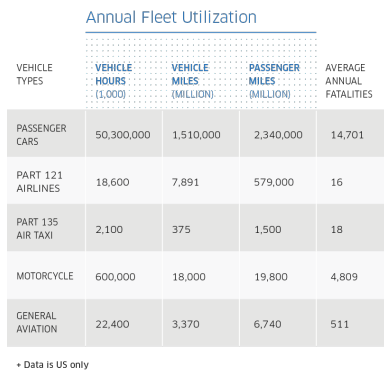 Annual Fleet Utilization
VEHICLE TYPES VEHICLE HOURS (1,000) VEHICLE MILES (MILLION) PASSENGER MILES (MILLION) AVERAGE ANNUAL FATALITIES
PASSENGER CARS 50,300,000 1,510,000 2,340,000 14,701
PART 121 AIRLINES 18,600 7,891 579,000 16
PART 135 AIR TAXI 2,100 375 1,500 18
MOTORCYCLE 600,000 18,000 19,800 4,809
GENERAL AVIATION 22,400 3,370 6,740 511
+ Data is US only